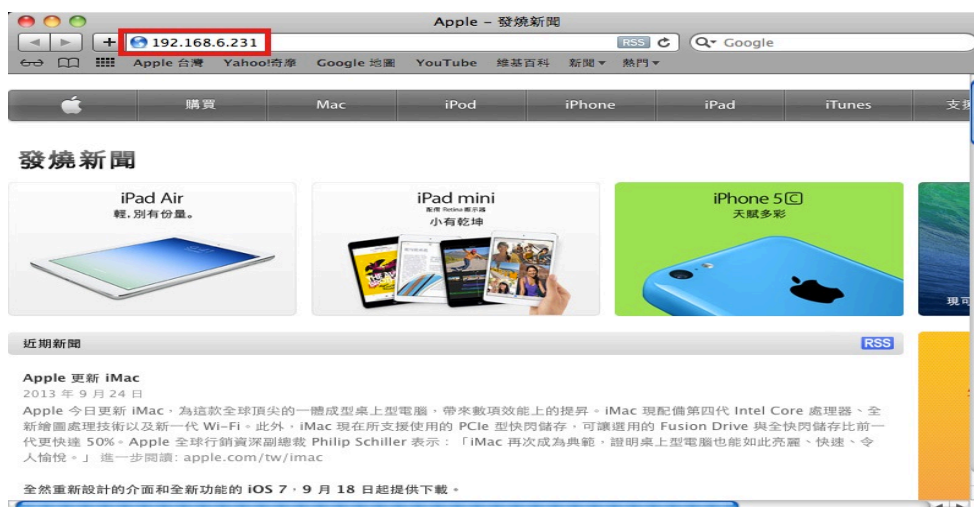 Apple – 發燒新聞
192.168.6.231
RSS
Google
Apple 台灣 Yahoo!奇摩 Google 地圖 YouTube 維基百科 新聞 熱門
購買 Mac iPod iPhone iPad iTunes 支援
發燒新聞
iPad Air
輕,別有份量。
iPad mini
配備 Retina 顯示器
小有乾坤
iPhone 5C
天賦多彩
現可
近期新聞
RSS
Apple 更新 iMac
2013 年 9 月 24 日
Apple 今日更新 iMac,為這款全球頂尖的一體成型桌上型電腦,帶來數項效能上的提昇。iMac 現配備第四代 Intel Core 處理器、全
新繪圖處理技術以及新一代 Wi-Fi。此外,iMac 現在所支援使用的 PCIe 型快閃儲存,可讓選用的 Fusion Drive 與全快閃儲存比前一
代更快達 50%。Apple 全球行銷資深副總裁 Philip Schiller 表示:「iMac 再次成為典範,證明桌上型電腦也能如此亮麗、快速、令
人愉悅。」 進一步閱讀: apple.com/tw/imac
全然重新設計的介面和全新功能的 iOS 7,9 月 18 日起提供下載。